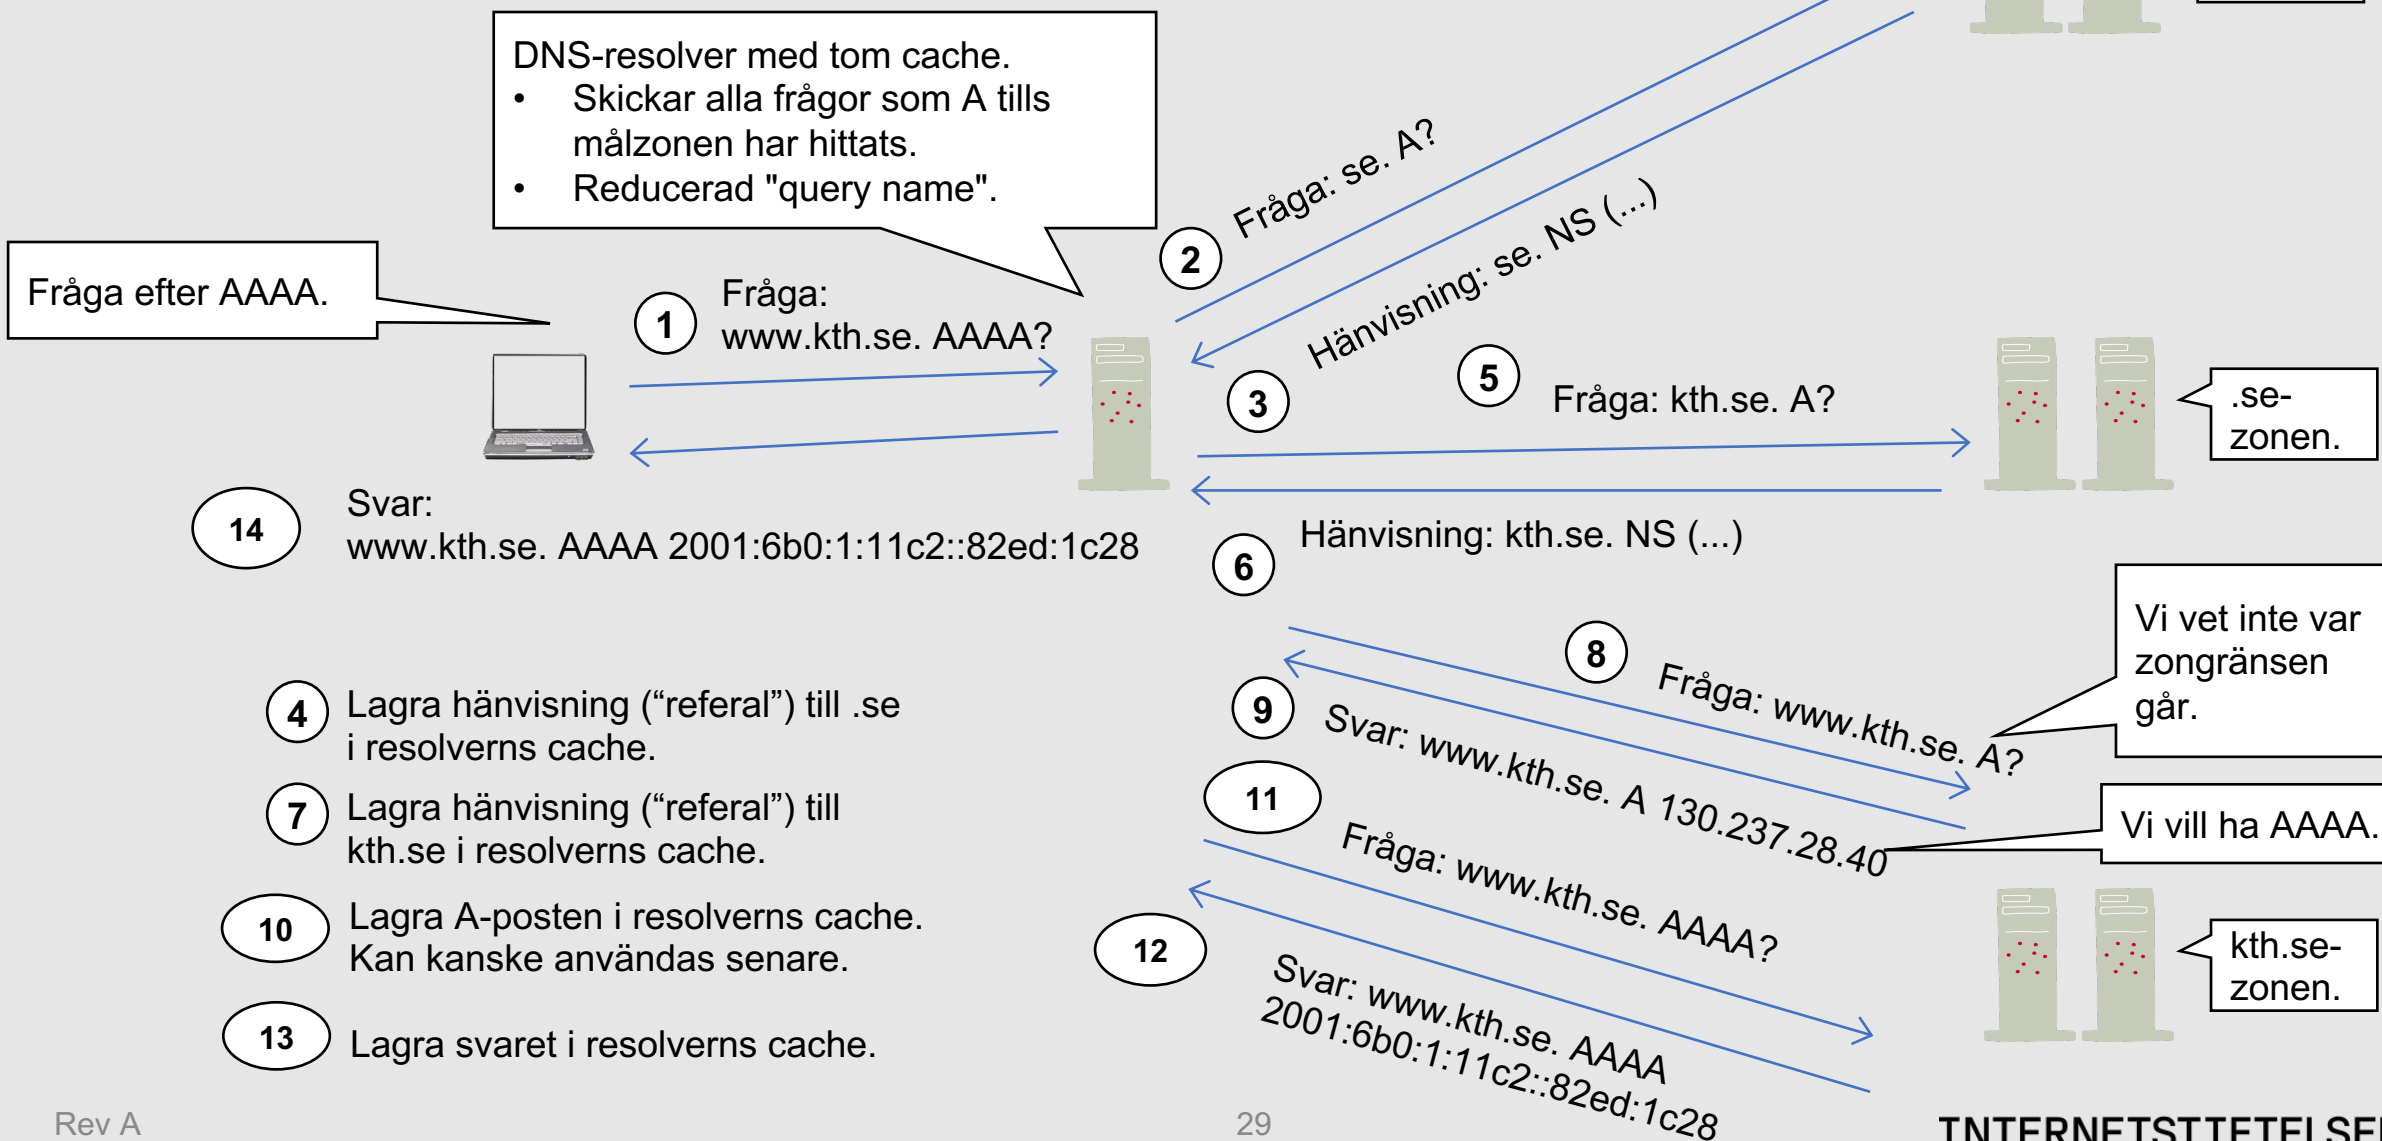 DNS-resolver med tom cache.
• Skickar alla frågor som A tills
målzonen har hittats.
• Reducerad "query name".
Fråga efter AAAA.
1
Fråga:
www.kth.se. AAAA?
2
Fråga: se. A?
Hänvisning: se. NS (...)
3
5
Fråga: kth.se. A?
.se-
zonen.
14
Svar:
www.kth.se. AAAA 2001:6b0:1:11c2::82ed:1c28
6
Hänvisning: kth.se. NS (...)
Vi vet inte var
zongränsen
går.
8
Fråga: www.kth.se. A?
9
Svar: www.kth.se. A 130.237.28.40
4
Lagra hänvisning (“referal”) till .se
i resolverns cache.
7
Lagra hänvisning (“referal”) till
kth.se i resolverns cache.
11
Fråga: www.kth.se. AAAA?
Vi vill ha AAAA.
10
Lagra A-posten i resolverns cache.
Kan kanske användas senare.
12
Svar: www.kth.se. AAAA
2001:6b0:1:11c2::82ed:1c28
kth.se-
zonen.
13
Lagra svaret i resolverns cache.
Rev A
29